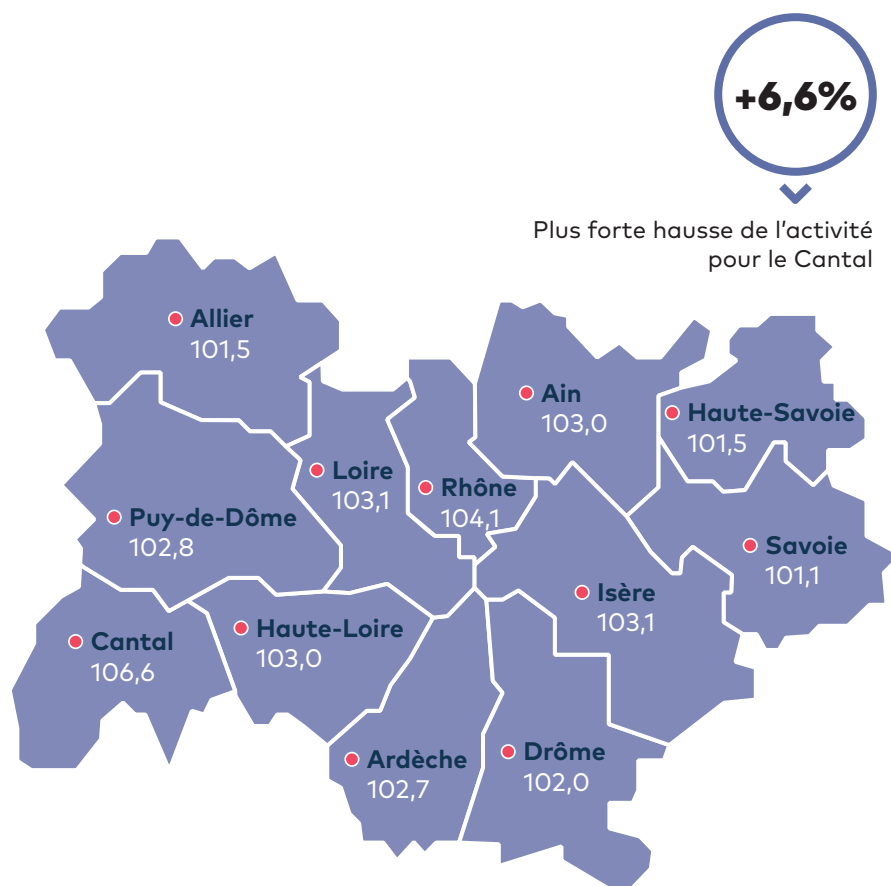 +6,6%
Plus forte hausse de l'activité
pour le Cantal
Allier
101,5
Ain
103,0
Haute-Savoie
101,5
Loire
103,1
Rhône
104,1
Puy-de-Dôme
102,8
Savoie
101,1
Isère
103,1
Cantal
106,6
Haute-Loire
103,0
Ardèche
102,7
Drôme
102,0